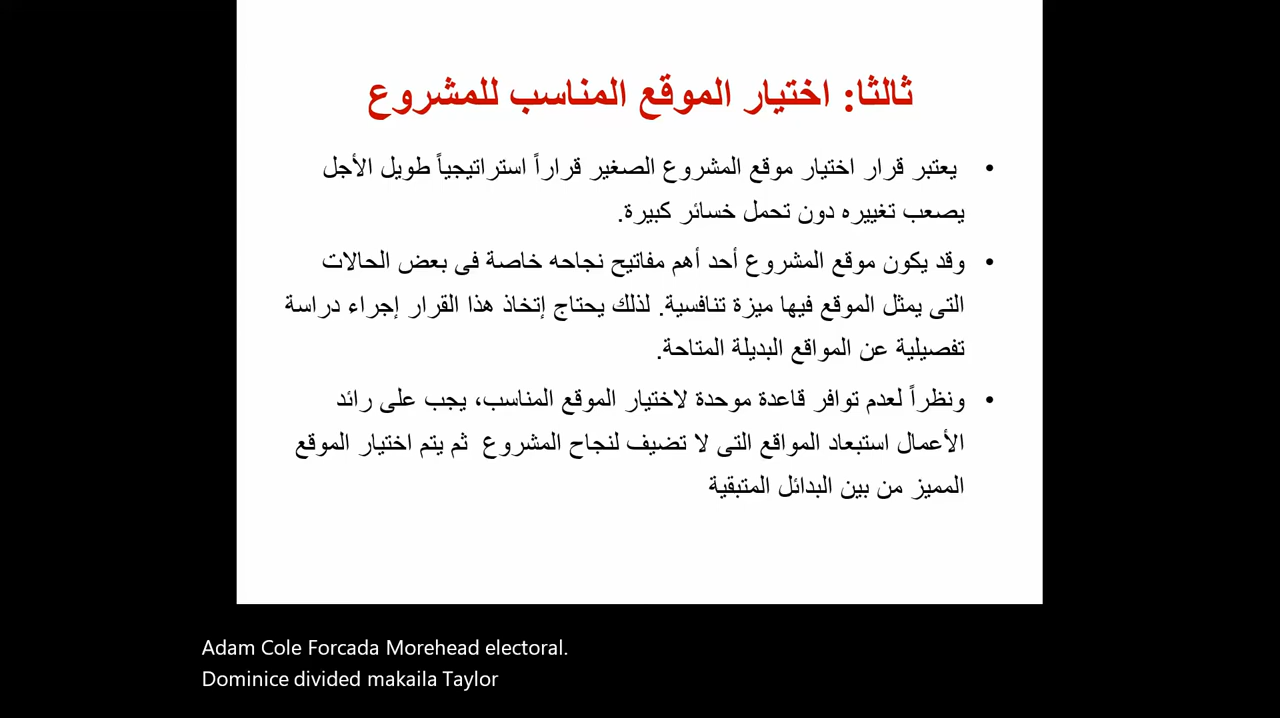 ثالثا: اختيار الموقع المناسب للمشروع
• يعتبر قرار اختيار موقع المشروع الصغير قراراً استراتيجياً طويل الأجل
يصعب تغييره دون تحمل خسائر كبيرة.
• وقد يكون موقع المشروع أحد أهم مفاتيح نجاحه خاصة فى بعض الحالات
التى يمثل الموقع فيها ميزة تنافسية. لذلك يحتاج إتخاذ هذا القرار إجراء دراسة
تفصيلية عن المواقع البديلة المتاحة.
• ونظراً لعدم توافر قاعدة موحدة لاختيار الموقع المناسب، يجب على رائد
الأعمال استبعاد المواقع التى لا تضيف لنجاح المشروع ثم يتم اختيار الموقع
المميز من بين البدائل المتبقية
Adam Cole Forcada Morehead electoral.
Dominice divided makaila Taylor